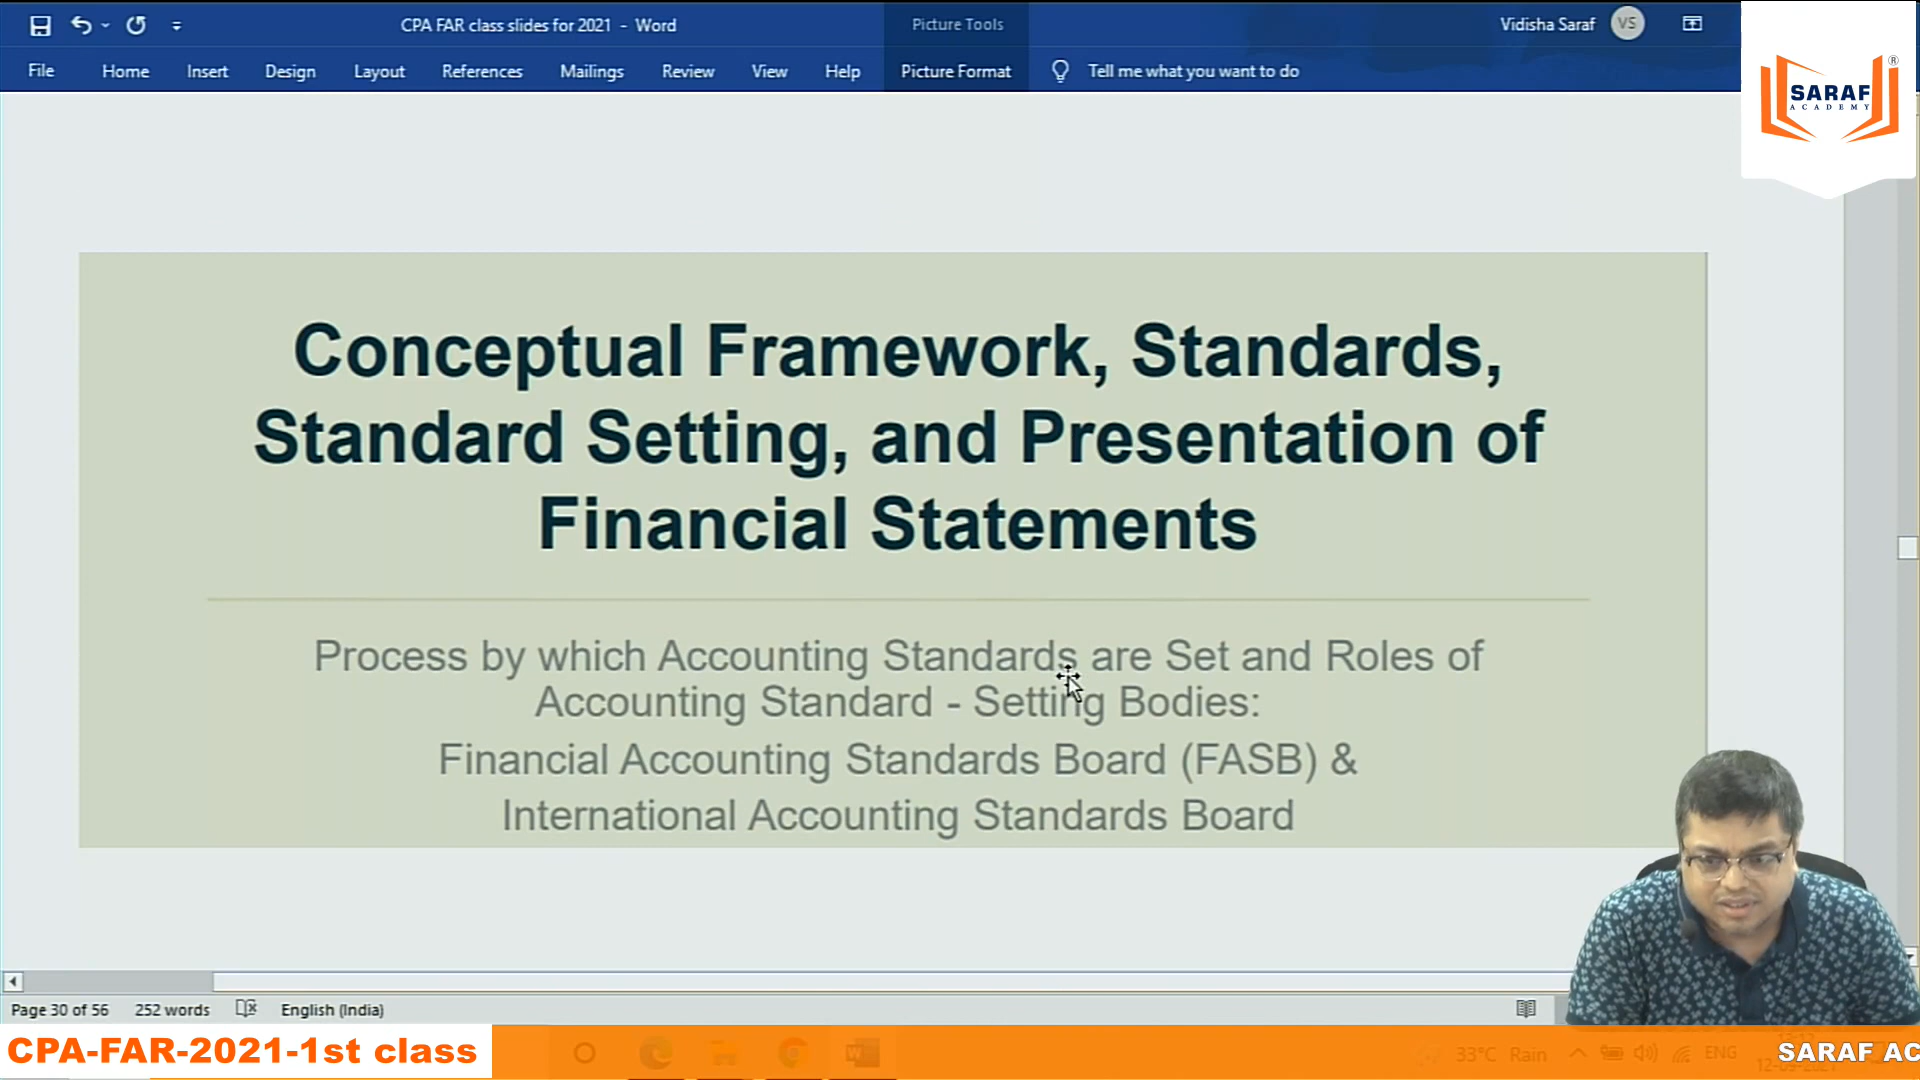 CPA FAR class slides for 2021 - Word
Picture Tools
Vidisha Saraf
VS
File
Home
Insert
Design
Layout
References
Mailings
Review
View
Help
Picture Format
Tell me what you want to do
SARAF
ACADEMY
®
Conceptual Framework, Standards,
Standard Setting, and Presentation of
Financial Statements
Process by which Accounting Standards are Set and Roles of
Accounting Standard - Setting Bodies:
Financial Accounting Standards Board (FASB) &
International Accounting Standards Board
Page 30 of 56
252 words
English (India)
CPA-FAR-2021-1st class
33°C Rain
ENG
SARAF AC